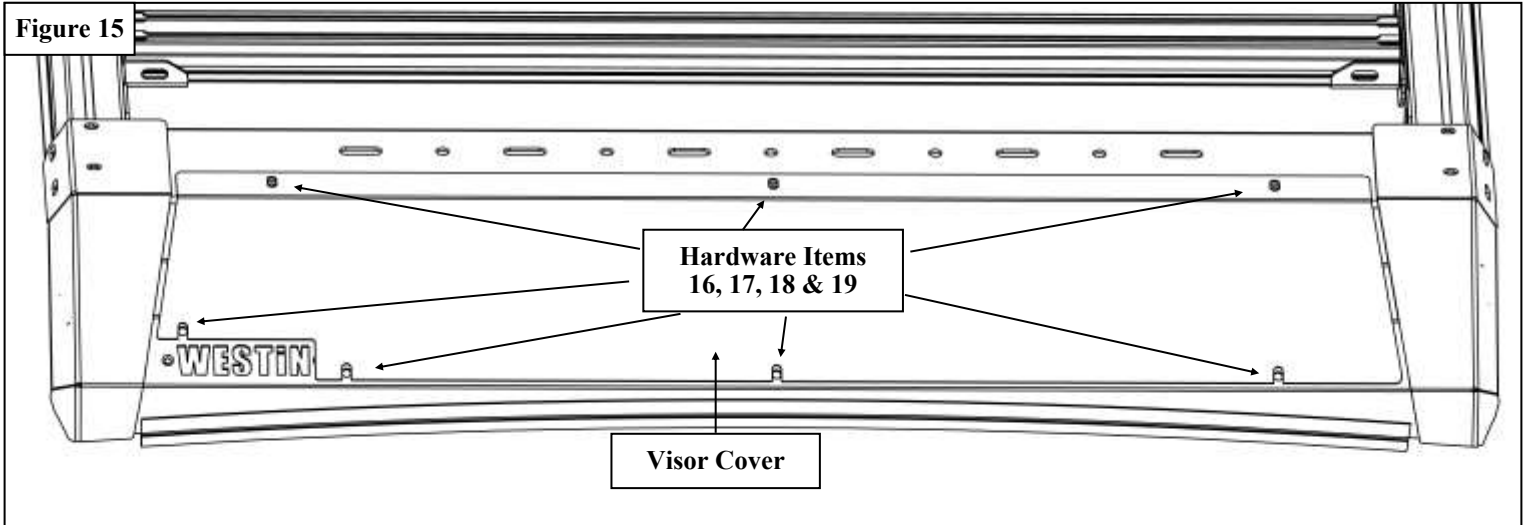 Figure 15
Hardware Items
16, 17, 18 & 19
WESTiN
Visor Cover